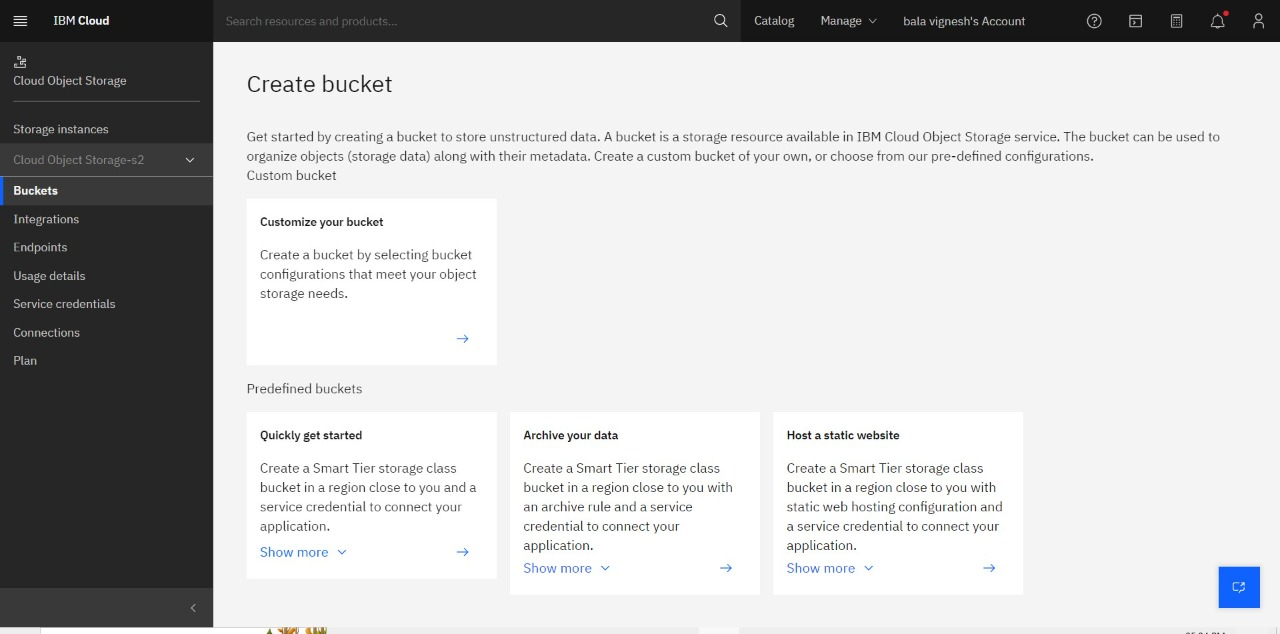 IBM Cloud
Search resources and products...
Catalog
Manage
bala vignesh's Account
Cloud Object Storage
Storage instances
Cloud Object Storage-s2
Buckets
Integrations
Endpoints
Usage details
Service credentials
Connections
Plan
Create bucket
Get started by creating a bucket to store unstructured data. A bucket is a storage resource available in IBM Cloud Object Storage service. The bucket can be used to
organize objects (storage data) along with their metadata. Create a custom bucket of your own, or choose from our pre-defined configurations.
Custom bucket
Customize your bucket
Create a bucket by selecting bucket
configurations that meet your object
storage needs.
Predefined buckets
Quickly get started
Create a Smart Tier storage class
bucket in a region close to you and a
service credential to connect your
application.
Show more
Archive your data
Create a Smart Tier storage class
bucket in a region close to you with
an archive rule and a service
credential to connect your
application.
Show more
Host a static website
Create a Smart Tier storage class
bucket in a region close to you with
static web hosting configuration and
a service credential to connect your
application.
Show more